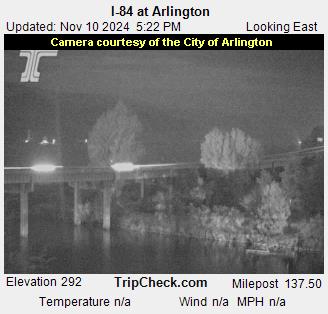 I-84 at Arlington
Updated: Nov 10 2024 5:22 PM Looking East
Camera courtesy of the City of Arlington
Elevation 292 TripCheck.com Milepost 137.50
Temperature n/a Wind n/a MPH n/a